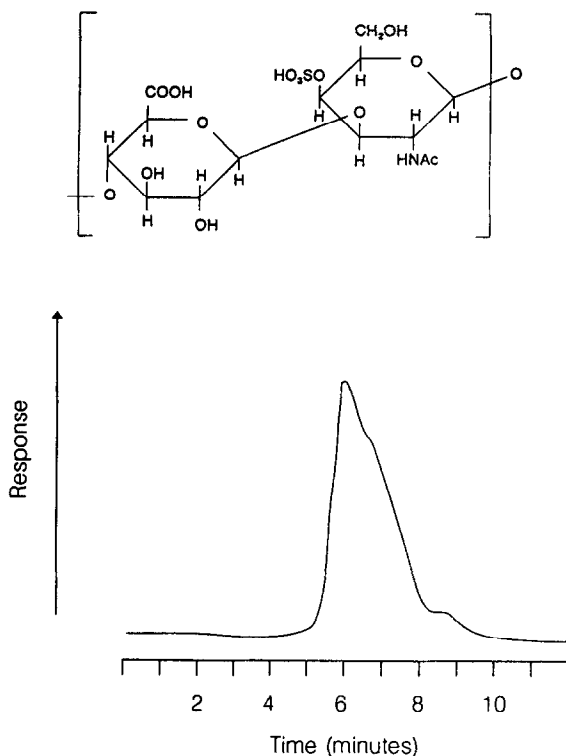 CH₂OH
HO₃SO
O
O
H
H
COOH
O
O
H
H
H
H
H
OH
H
HNAc
O
H
H
OH
Response
2 4 6 8 10
Time (minutes)